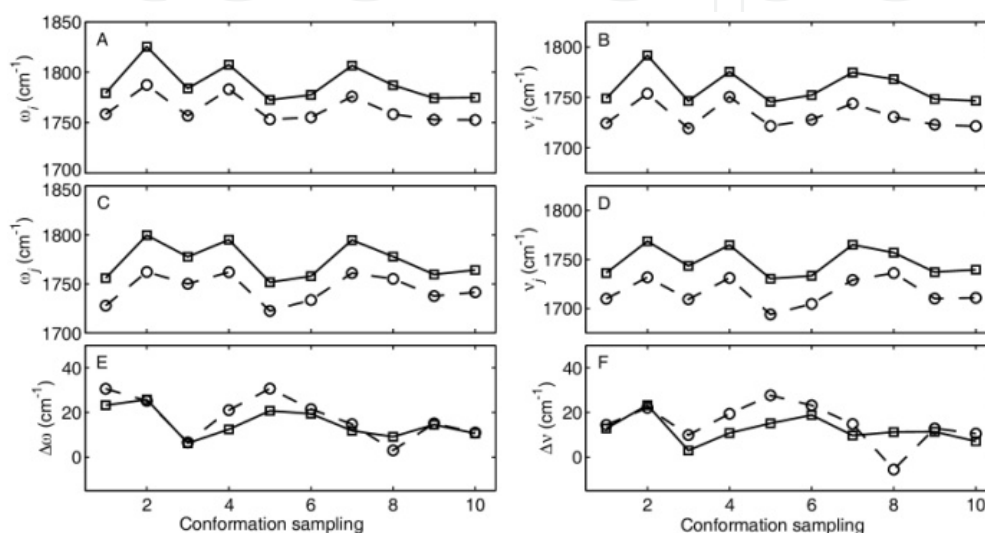 A
ω_i (cm⁻¹)
1850
1800
1750
1700
B
ν_i (cm⁻¹)
1800
1750
1700
C
ω_j (cm⁻¹)
1850
1800
1750
1700
D
ν_j (cm⁻¹)
1800
1750
1700
E
Δω (cm⁻¹)
40
20
0
2 4 6 8 10
Conformation sampling
F
Δν (cm⁻¹)
40
20
0
2 4 6 8 10
Conformation sampling